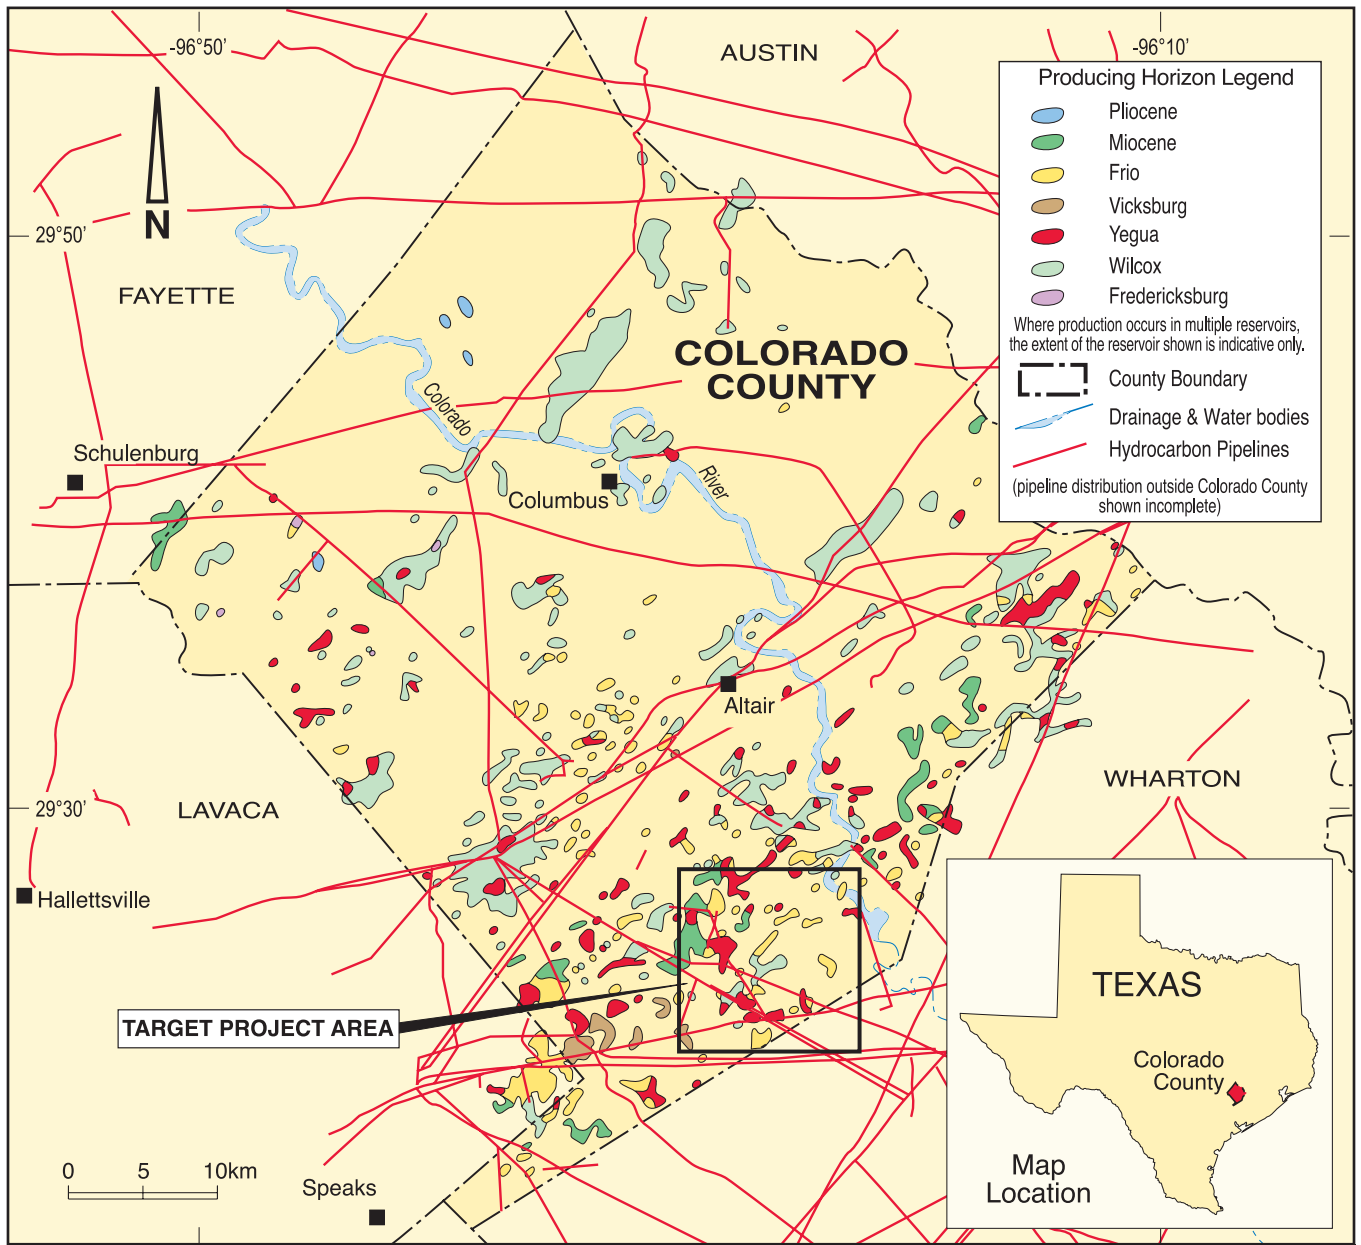 -96°50'
AUSTIN
-96°10'
Producing Horizon Legend
Pliocene
Miocene
Frio
Vicksburg
Yegua
Wilcox
Fredericksburg
Where production occurs in multiple reservoirs,
the extent of the reservoir shown is indicative only.
County Boundary
Drainage & Water bodies
Hydrocarbon Pipelines
(pipeline distribution outside Colorado County
shown incomplete)
N
29°50'
FAYETTE
COLORADO
COUNTY
Colorado
River
Schulenburg
Columbus
Altair
WHARTON
29°30'
LAVACA
Hallettsville
TARGET PROJECT AREA
TEXAS
Colorado
County
Map
Location
0 5 10km
Speaks